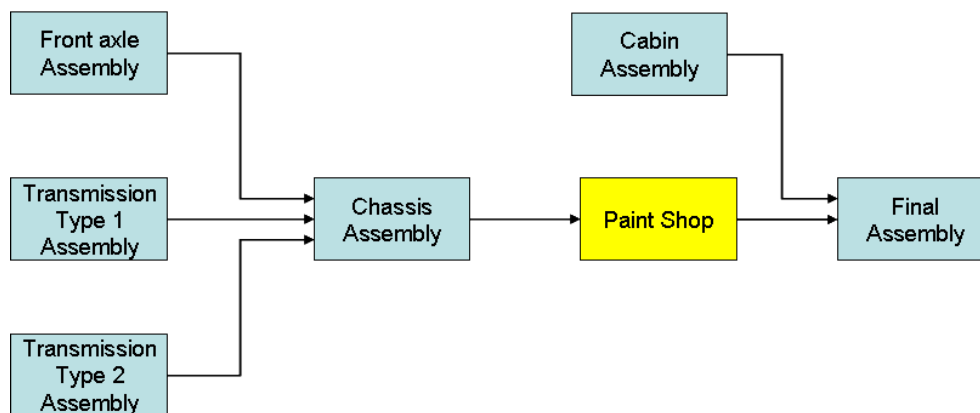 Front axle
Assembly
Cabin
Assembly
Transmission
Type 1
Assembly
Chassis
Assembly
Paint Shop
Final
Assembly
Transmission
Type 2
Assembly